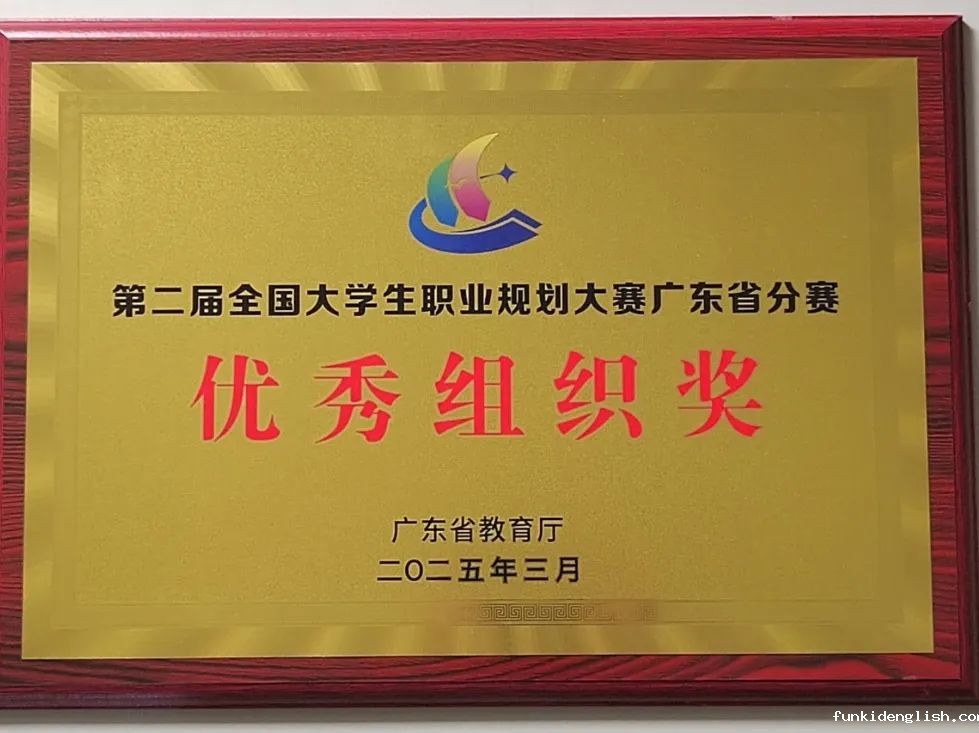 第二届全国大学生职业规划大赛广东省分赛
优秀组织奖
广东省教育厅
二〇二五年三月
funkidenglish.com